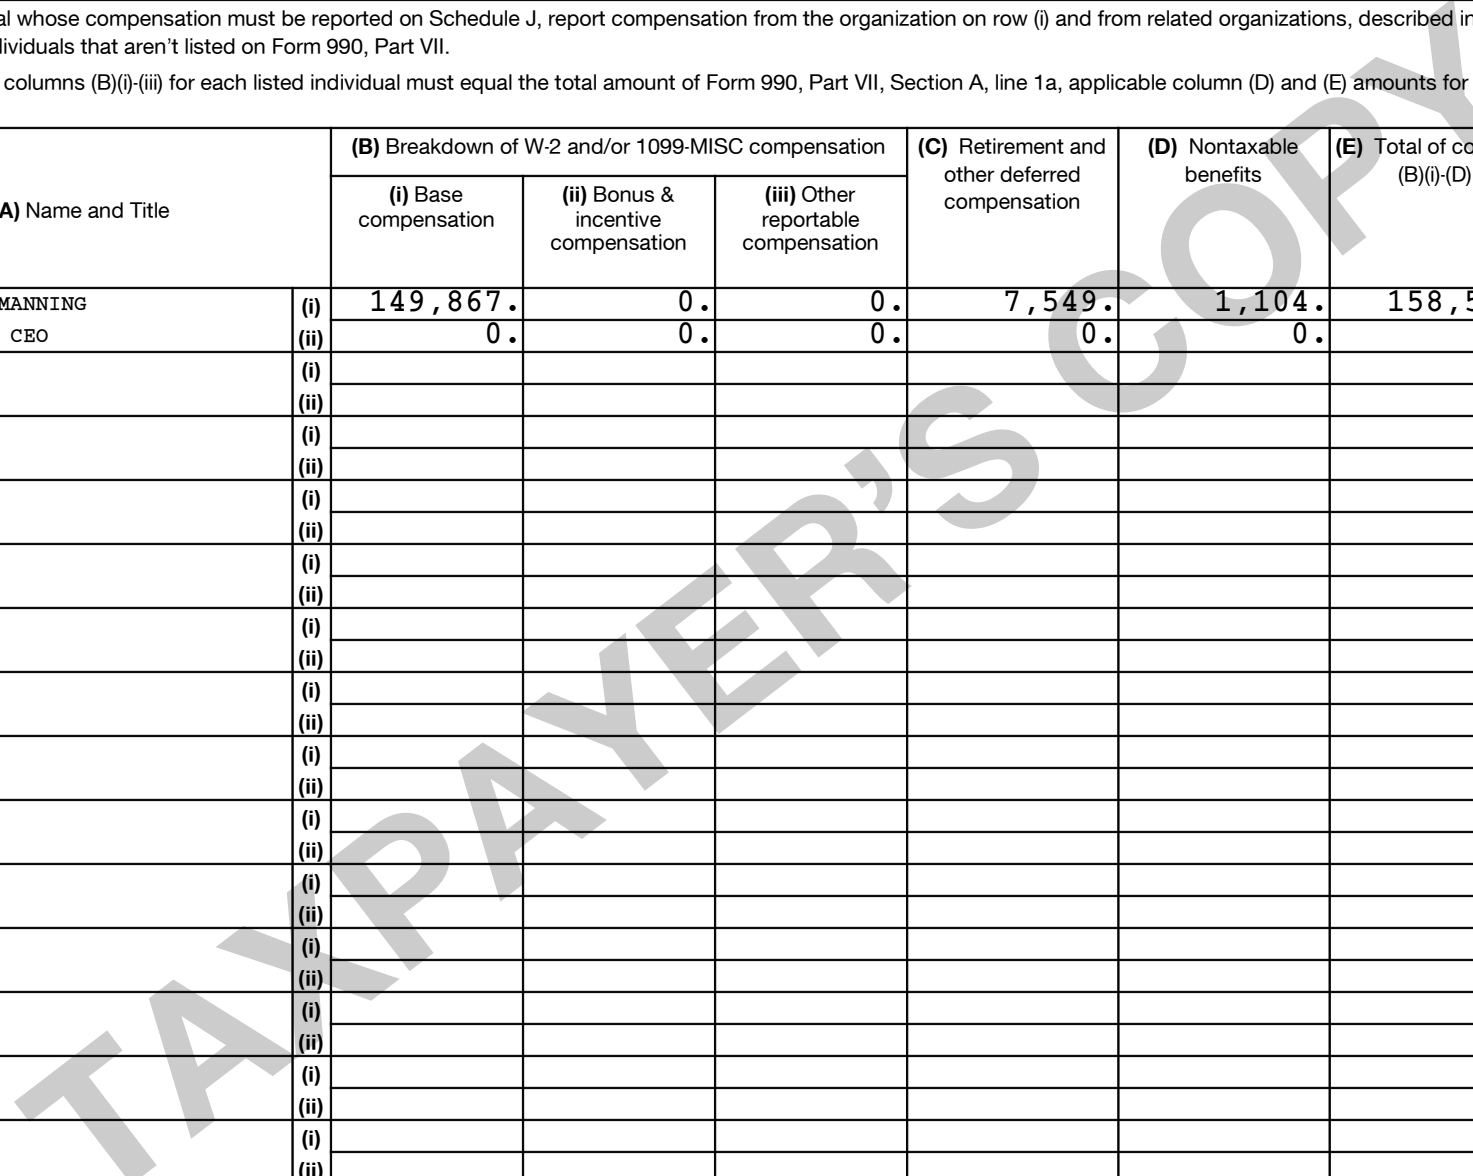 al whose compensation must be reported on Schedule J, report compensation from the organization on row (i) and from related organizations, described in
dividuals that aren't listed on Form 990, Part VII.
columns (B)(i)-(iii) for each listed individual must equal the total amount of Form 990, Part VII, Section A, line 1a, applicable column (D) and (E) amounts for
A) Name and Title
(B) Breakdown of W-2 and/or 1099-MISC compensation
(i) Base
compensation
(ii) Bonus &
incentive
compensation
(iii) Other
reportable
compensation
(C) Retirement and
other deferred
compensation
(D) Nontaxable
benefits
(E) Total of co
(B)(i)-(D)
MANNING (i) 149,867. 0. 0. 7,549. 1,104. 158,5
CEO (ii) 0. 0. 0. 0. 0.
(i)
(ii)
(i)
(ii)
(i)
(ii)
(i)
(ii)
(i)
(ii)
(i)
(ii)
(i)
(ii)
(i)
(ii)
(i)
(ii)
(i)
(ii)
(i)
(ii)
(i)
(ii)
(i)
(ii)
TAXPAYER'S COPY